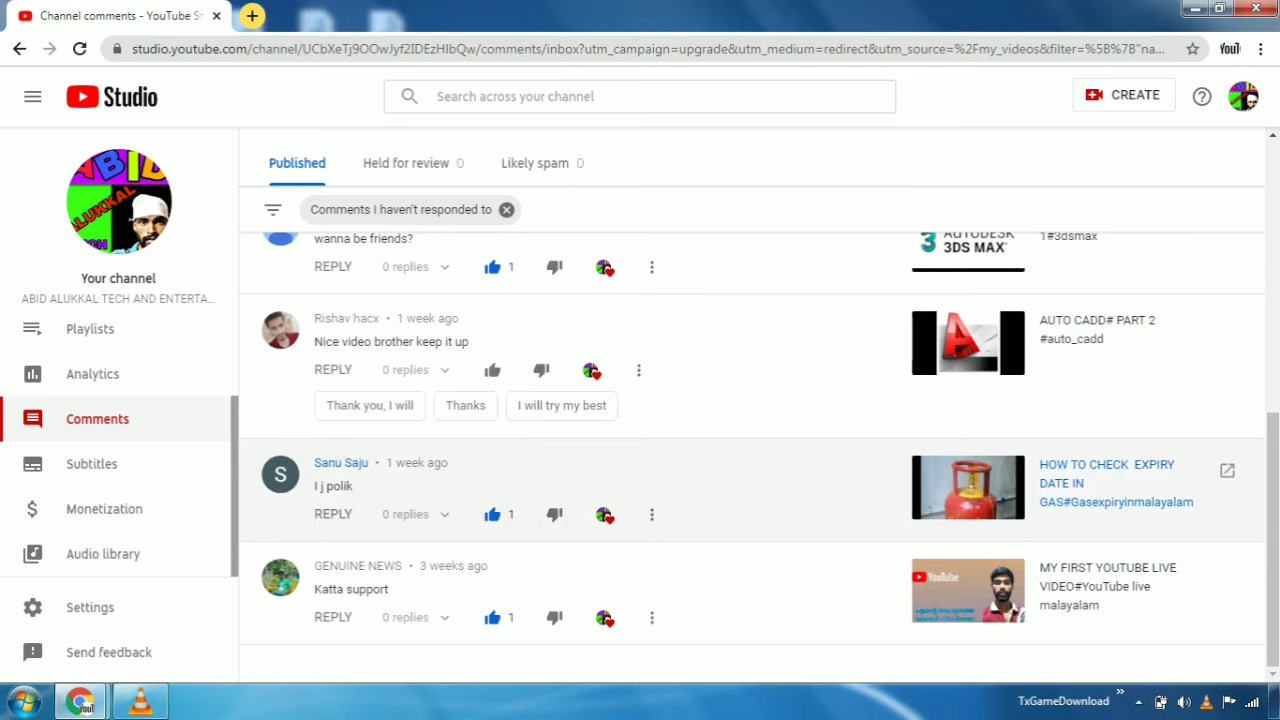 Channel comments - YouTube St
studio.youtube.com/channel/UCbXeTj9OOwJyf2IDEzHIbQw/comments/inbox?utm_campaign=upgrade&utm_medium=redirect&utm_source=%2Fmy_videos&filter=%5B%7B"na...
YouT
Studio
Search across your channel
CREATE
ABID
ALUKKAL
TECH
Your channel
ABID ALUKKAL TECH AND ENTERTA...
Playlists
Analytics
Comments
Subtitles
Monetization
Audio library
Settings
Send feedback
Published
Held for review 0
Likely spam 0
Comments I haven't responded to
wanna be friends?
REPLY 0 replies 1
AUTODESK
3 3DS MAX
1#3dsmax
Rishav hacx • 1 week ago
Nice video brother keep it up
REPLY 0 replies
Thank you, I will
Thanks
I will try my best
AUTO CADD# PART 2
#auto_cadd
S
Sanu Saju • 1 week ago
I j polik
REPLY 0 replies 1
HOW TO CHECK EXPIRY
DATE IN
GAS#Gasexpiryinmalayalam
GENUINE NEWS • 3 weeks ago
Katta support
REPLY 0 replies 1
YouTube
MY FIRST YOUTUBE LIVE
VIDEO#YouTube live
malayalam
TxGameDownload